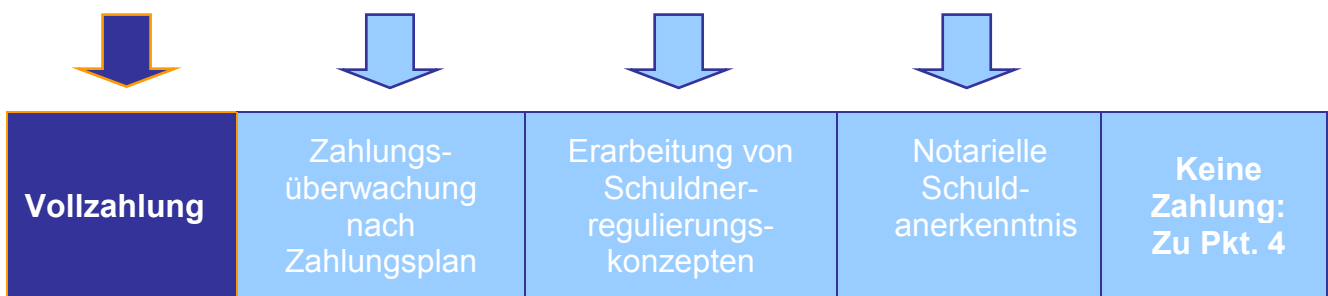 Vollzahlung
Zahlungs-
überwachung
nach
Zahlungsplan
Erarbeitung von
Schuldner-
regulierungs-
konzepten
Notarielle
Schuld-
anerkenntnis
Keine
Zahlung:
Zu Pkt. 4